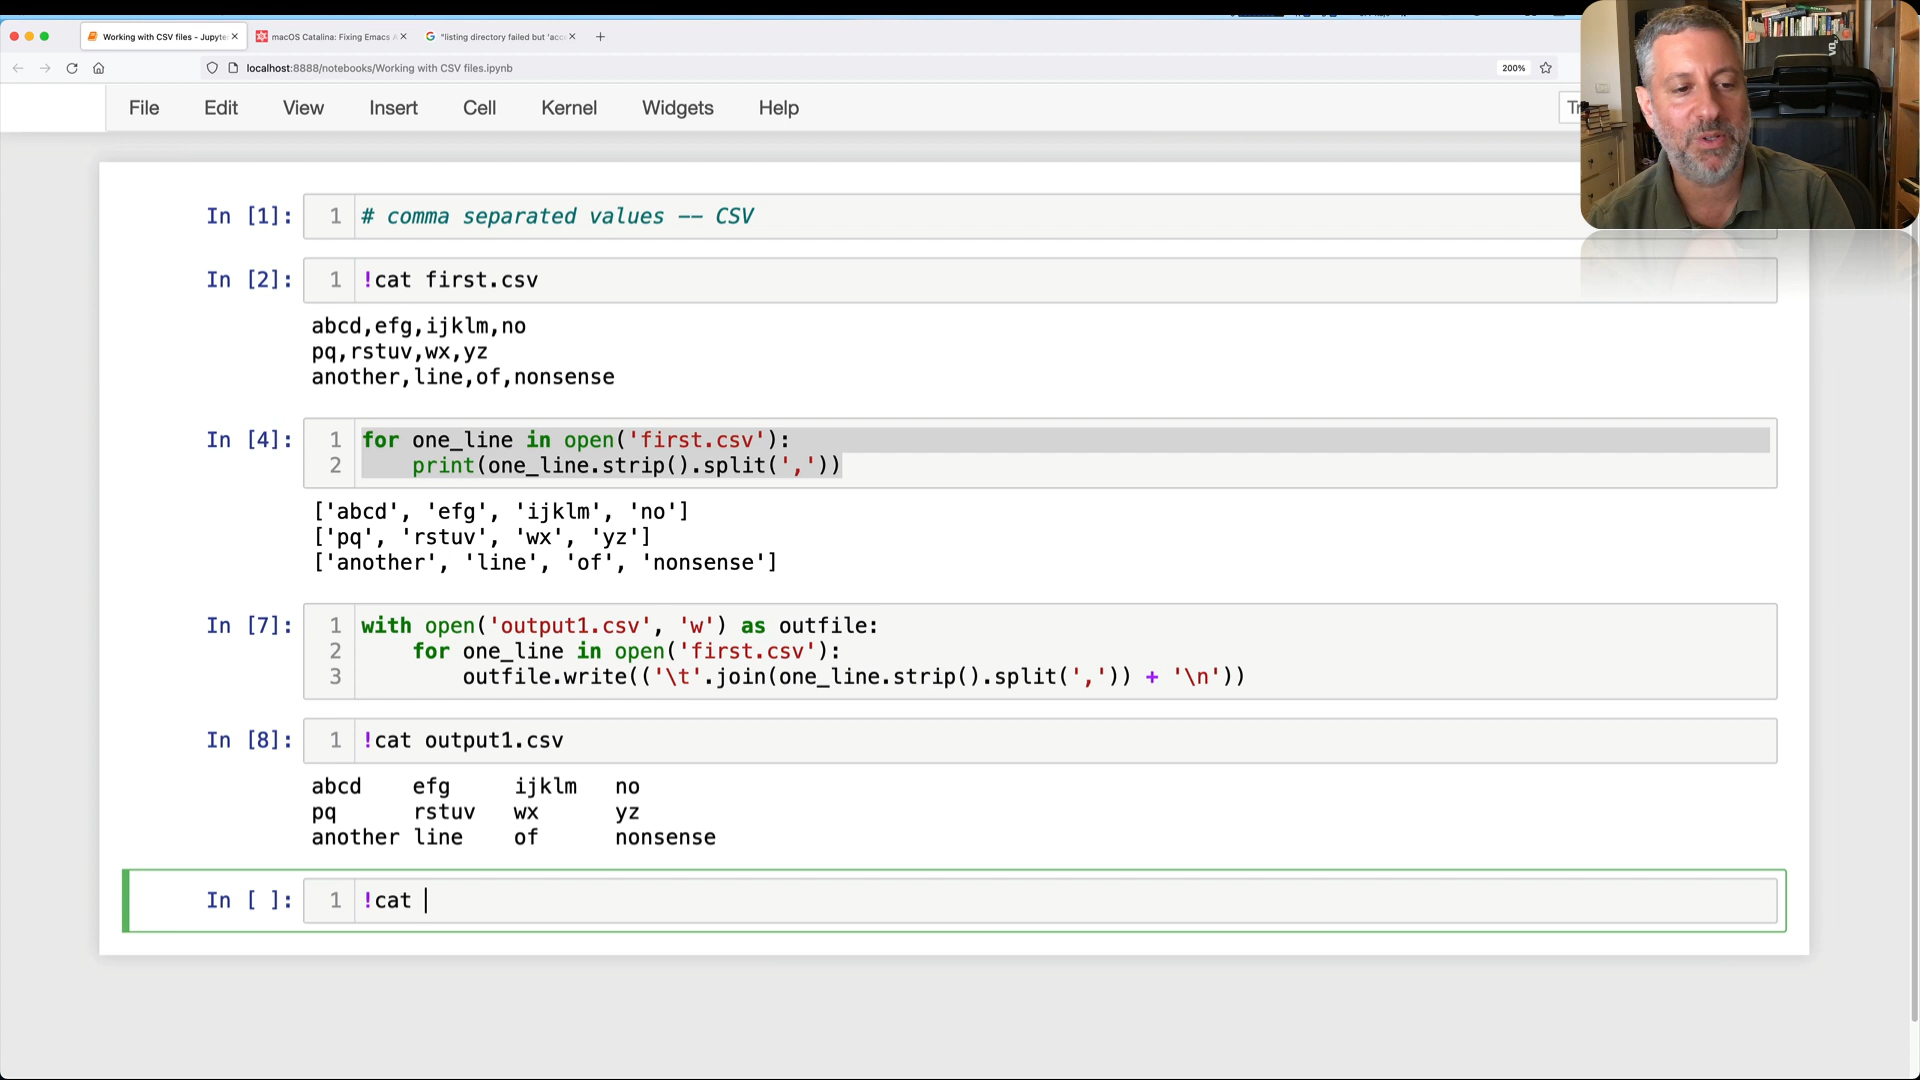 Working with CSV files - Jupyte
macOS Catalina: Fixing Emacs
"listing directory failed but 'acc
localhost:8888/notebooks/Working with CSV files.ipynb
200%
File Edit View Insert Cell Kernel Widgets Help
In [1]: 1 # comma separated values -- CSV
In [2]: 1 !cat first.csv
abcd,efg,ijklm,no
pq,rstuv,wx,yz
another,line,of,nonsense
In [4]: 1 for one_line in open('first.csv'):
2 print(one_line.strip().split(','))
['abcd', 'efg', 'ijklm', 'no']
['pq', 'rstuv', 'wx', 'yz']
['another', 'line', 'of', 'nonsense']
In [7]: 1 with open('output1.csv', 'w') as outfile:
2 for one_line in open('first.csv'):
3 outfile.write(('\t'.join(one_line.strip().split(',')) + '\n'))
In [8]: 1 !cat output1.csv
abcd efg ijklm no
pq rstuv wx yz
another line of nonsense
In [ ]: 1 !cat